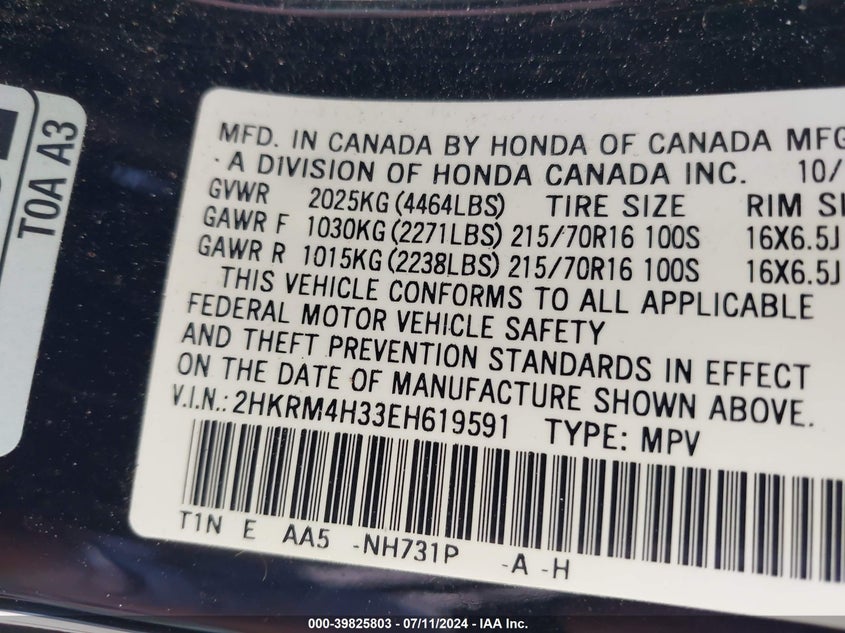 TOA A3
MFD. IN CANADA BY HONDA OF CANADA MFG
A DIVISION OF HONDA CANADA INC. 10/
GVWR 2025KG (4464LBS) TIRE SIZE RIM
GAWR F 1030KG (2271LBS) 215/70R16 100S 16X6.5J
GAWR R 1015KG (2238LBS) 215/70R16 100S 16X6.5J
THIS VEHICLE CONFORMS TO ALL APPLICABLE
FEDERAL MOTOR VEHICLE SAFETY
AND THEFT PREVENTION STANDARDS IN EFFECT
ON THE DATE OF MANUFACTURE SHOWN ABOVE.
V.I.N.: 2HKRM4H33EH619591 TYPE: MPV
T1N E AA5 -NH731P -A -H
000-39825803 - 07/11/2024 - IAA Inc.